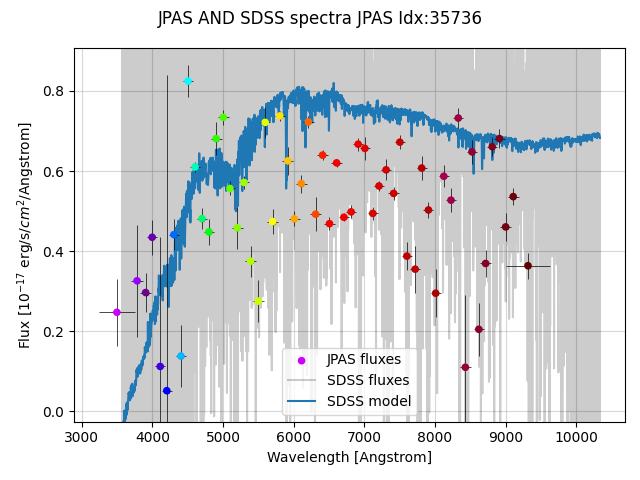 JPAS AND SDSS spectra JPAS Idx:35736
Flux [10⁻¹⁷ erg/s/cm²/Angstrom]
0.8
0.6
0.4
0.2
0.0
JPAS fluxes
SDSS fluxes
SDSS model
3000 4000 5000 6000 7000 8000 9000 10000
Wavelength [Angstrom]